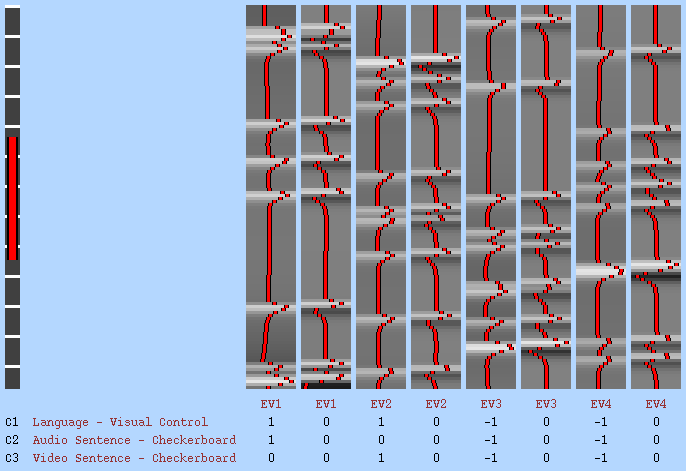 EV1 EV1 EV2 EV2 EV3 EV3 EV4 EV4
C1 Language - Visual Control 1 0 1 0 -1 0 -1 0
C2 Audio Sentence - Checkerboard 1 0 0 0 -1 0 -1 0
C3 Video Sentence - Checkerboard 0 0 1 0 -1 0 -1 0